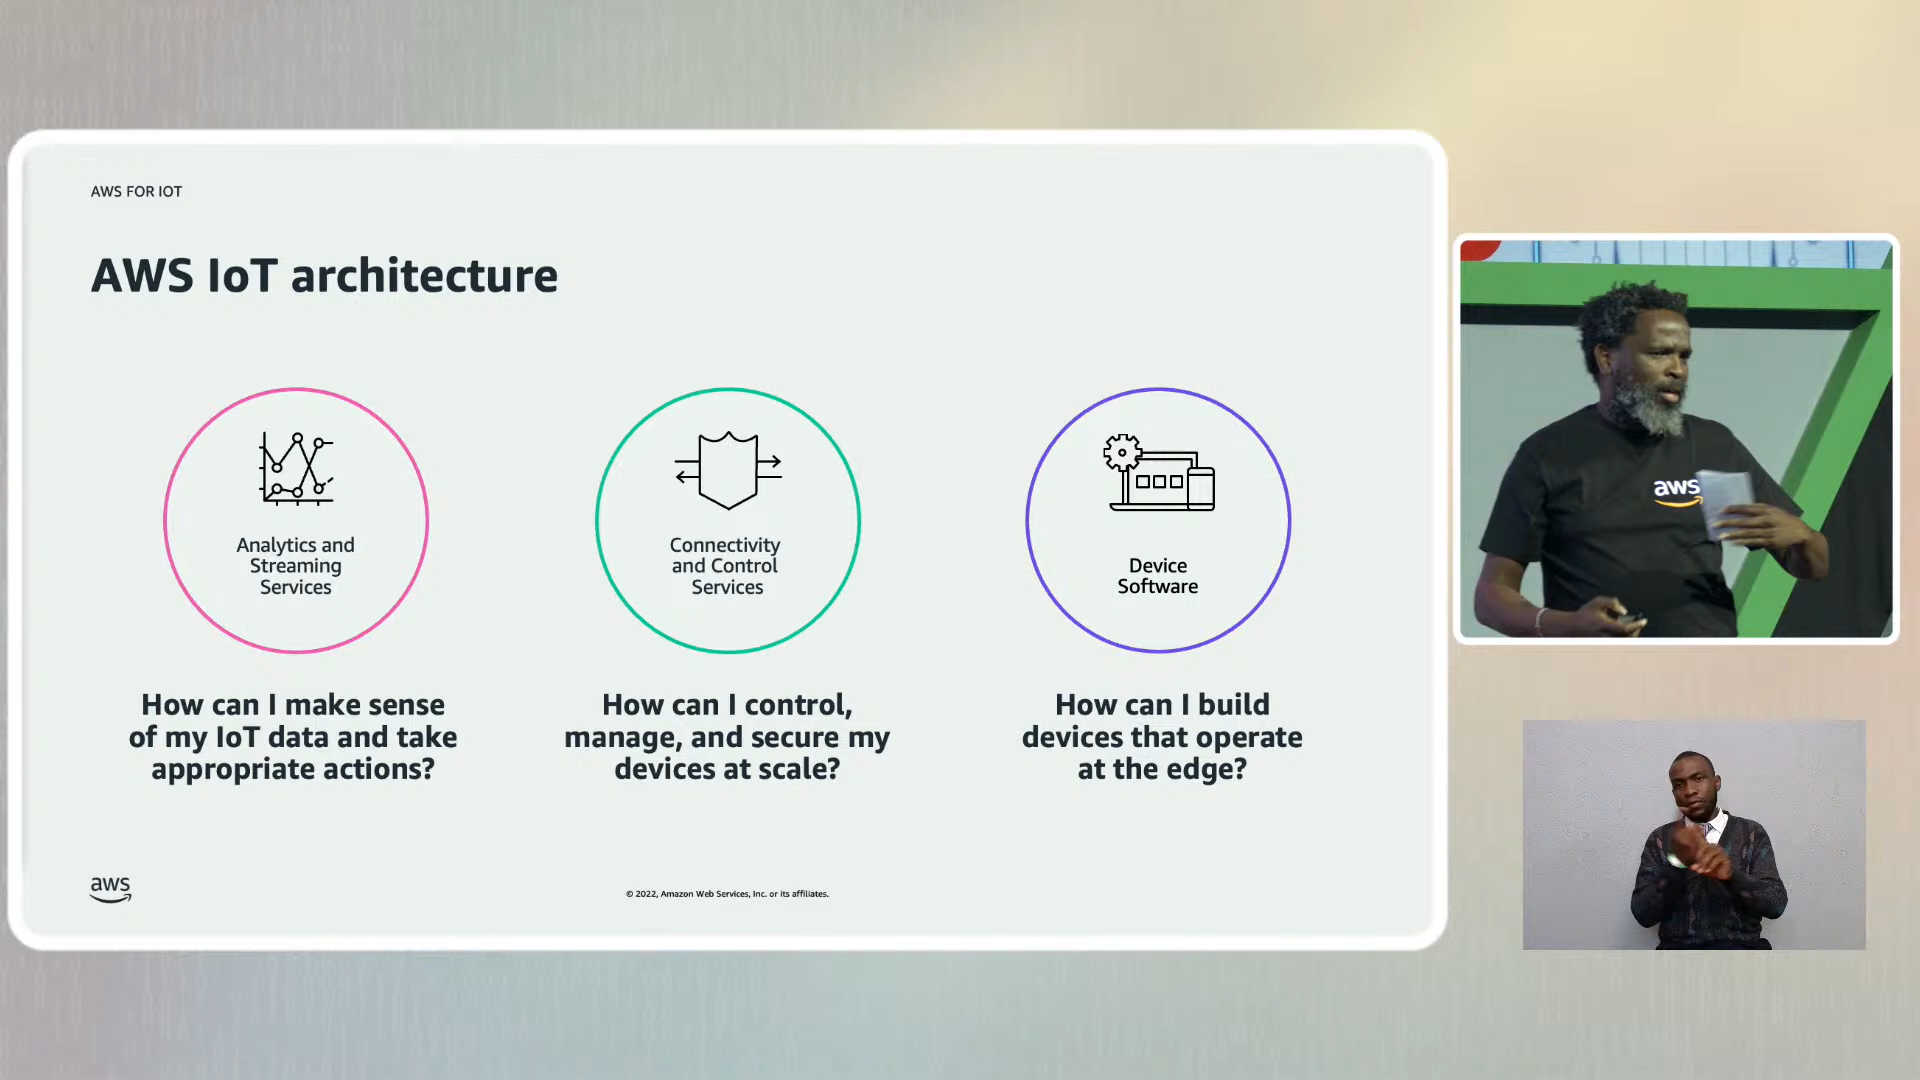 AWS FOR IOT
AWS IoT architecture
Analytics and
Streaming
Services
Connectivity
and Control
Services
Device
Software
How can I make sense
of my IoT data and take
appropriate actions?
How can I control,
manage, and secure my
devices at scale?
How can I build
devices that operate
at the edge?
aws
© 2022, Amazon Web Services, Inc. or its affiliates.
aws